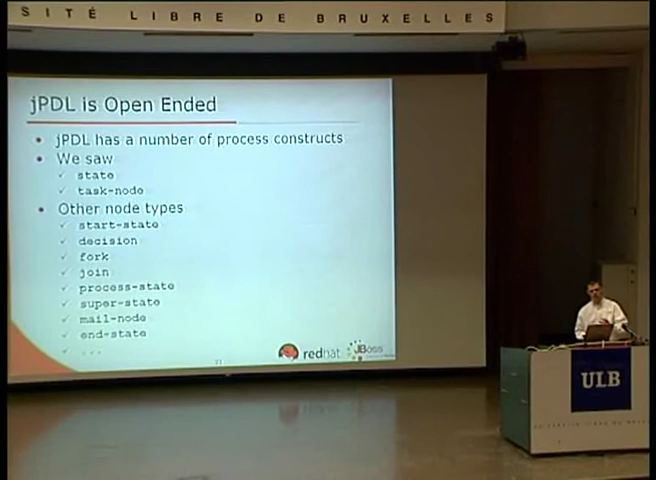 SITÉ LIBRE DE BRUXELLES
jPDL is Open Ended
jPDL has a number of process constructs
We saw
state
task-node
Other node types
start-state
decision
fork
join
process-state
super-state
mail-node
end-state
...
redhat JBoss
ULB